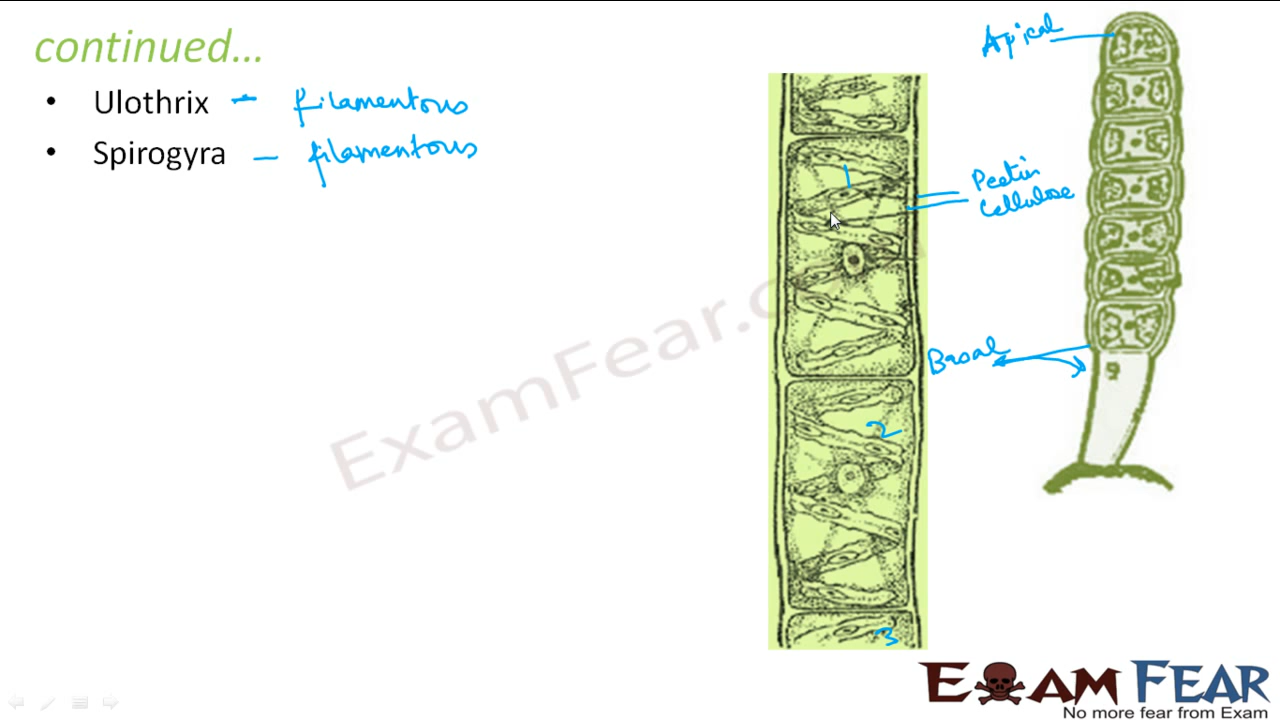 continued...
• Ulothrix - filamentous
• Spirogyra - filamentous
Apical
Pectin
Cellulose
Basal
1
2
3
ExamFear.c
EXAM FEAR
No more fear from Exam